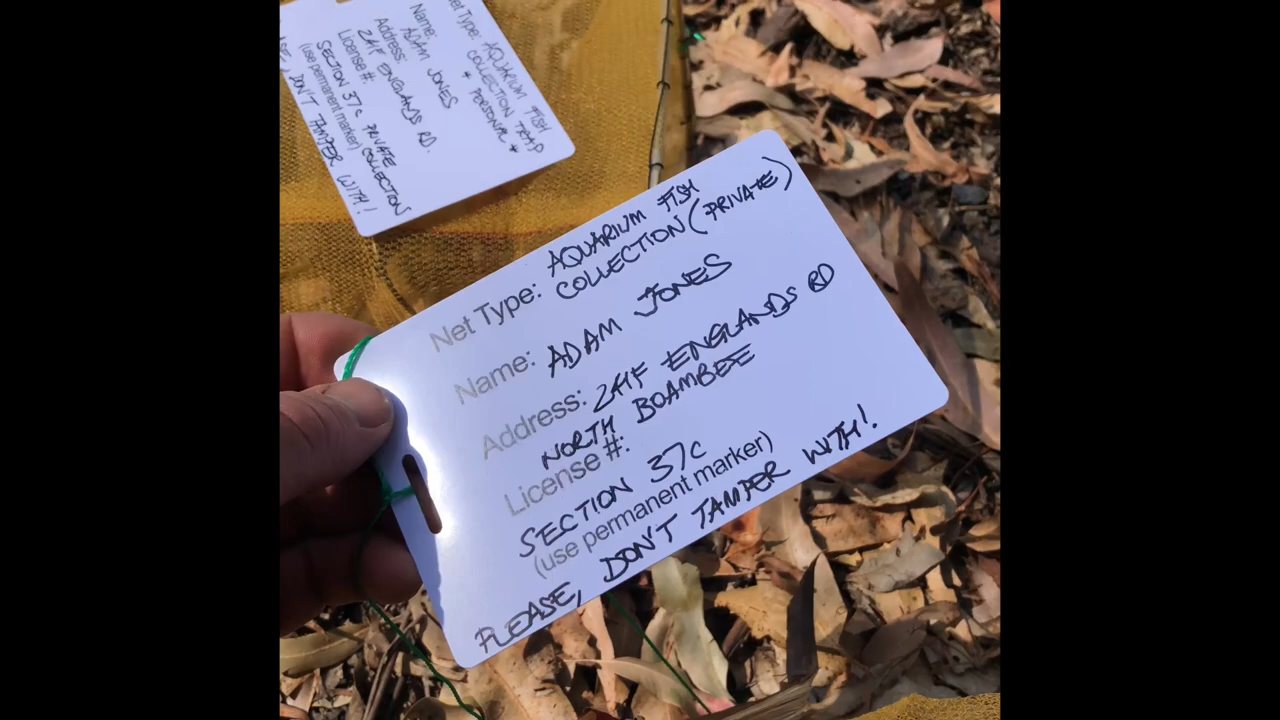 Net Type: AQUARIUM FISH
COLLECTION TRAP
* PERSONAL *
Name: ADAM JONES
Address: 241F ENGLANDS RD.
License #:
SECTION 37c PRIVATE COLLECTION
(use permanent marker)
DON'T TAMPER WITH!
Net Type: AQUARIUM FISH
COLLECTION (PRIVATE)
Name: ADAM JONES
Address: 241F ENGLANDS RD
NORTH BOAMBEE
License #:
SECTION 37c
(use permanent marker)
PLEASE, DON'T TAMPER WITH!